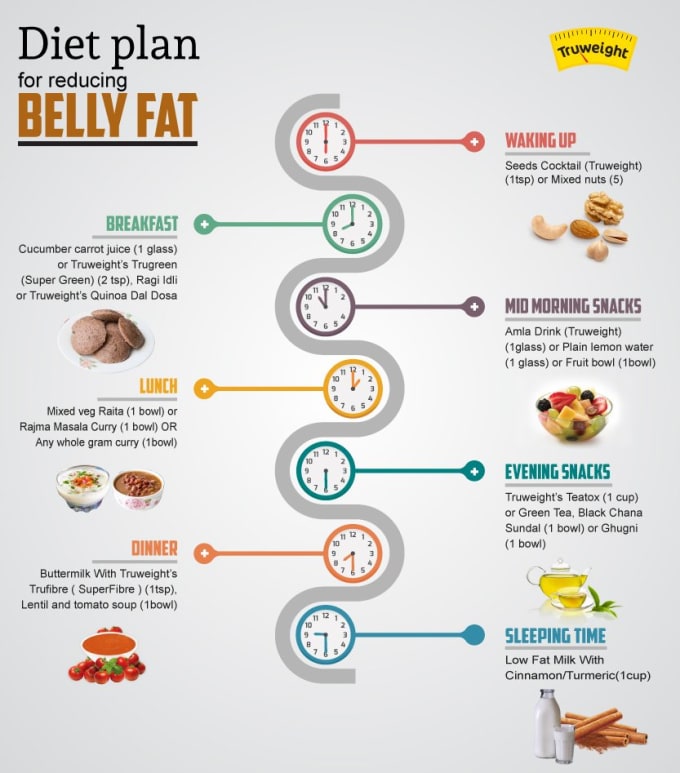 Diet plan
for reducing
BELLY FAT
Truweight
WAKING UP
Seeds Cocktail (Truweight)
(1tsp) or Mixed nuts (5)
BREAKFAST
Cucumber carrot juice (1 glass)
or Truweight's Trugreen
(Super Green) (2 tsp), Ragi Idli
or Truweight's Quinoa Dal Dosa
MID MORNING SNACKS
Amla Drink (Truweight)
(1glass) or Plain lemon water
(1 glass) or Fruit bowl (1bowl)
LUNCH
Mixed veg Raita (1 bowl) or
Rajma Masala Curry (1 bowl) OR
Any whole gram curry (1bowl)
EVENING SNACKS
Truweight's Teatox (1 cup)
or Green Tea, Black Chana
Sundal (1 bowl) or Ghugni
(1 bowl)
DINNER
Buttermilk With Truweight's
Trufibre ( SuperFibre ) (1tsp),
Lentil and tomato soup (1bowl)
SLEEPING TIME
Low Fat Milk With
Cinnamon/Turmeric(1cup)